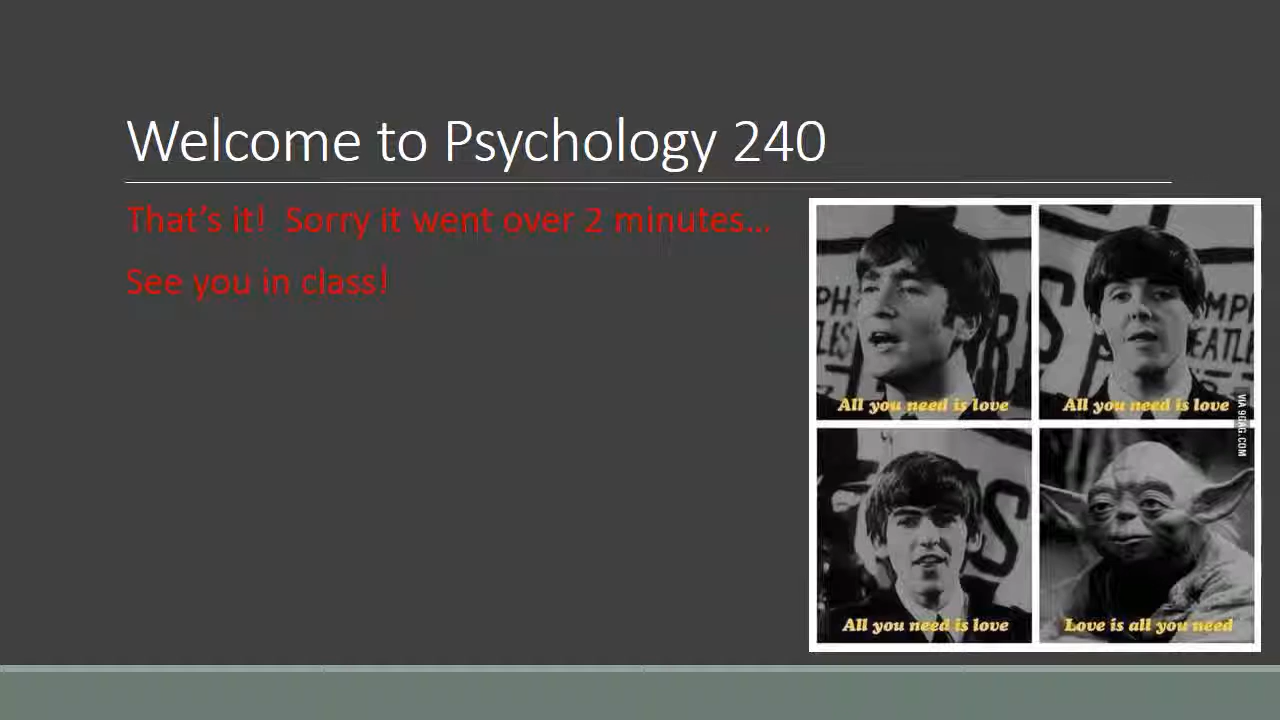 Welcome to Psychology 240
That's it!  Sorry it went over 2 minutes...
See you in class!
All you need is love
All you need is love
VIA 9GAG.COM
All you need is love
Love is all you need